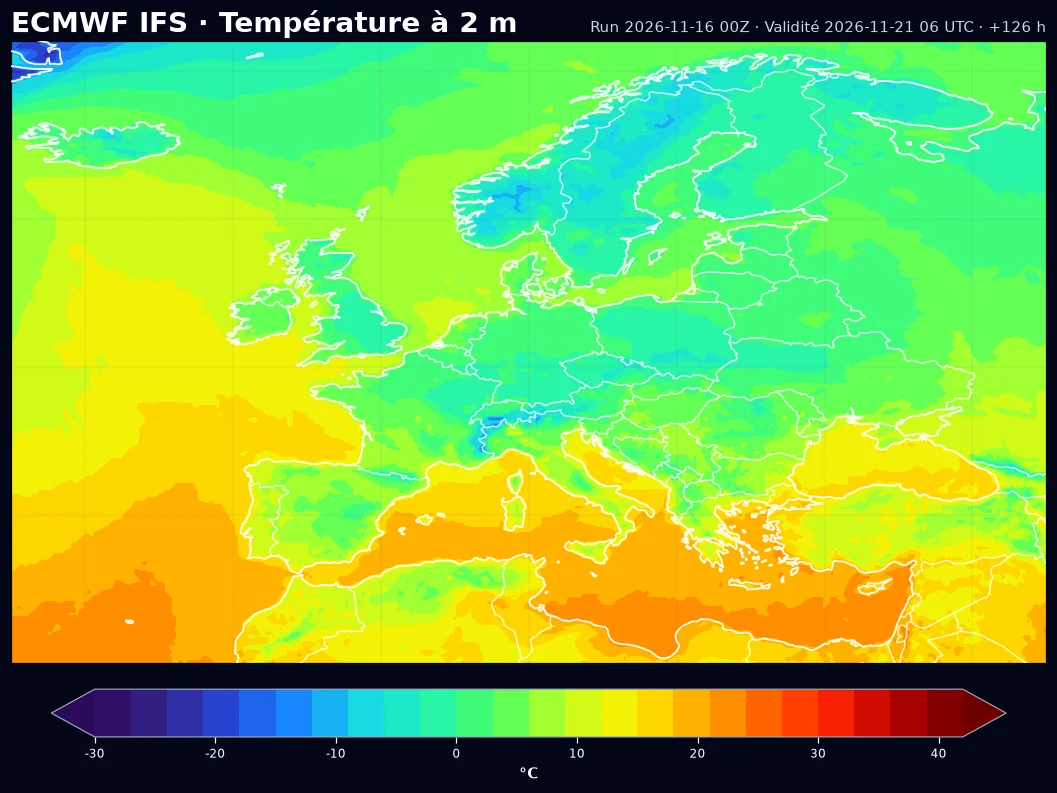 ECMWF IFS · Température à 2 m
Run 2026-11-16 00Z · Validité 2026-11-21 06 UTC · +126 h
-30 -20 -10 0 10 20 30 40
°C